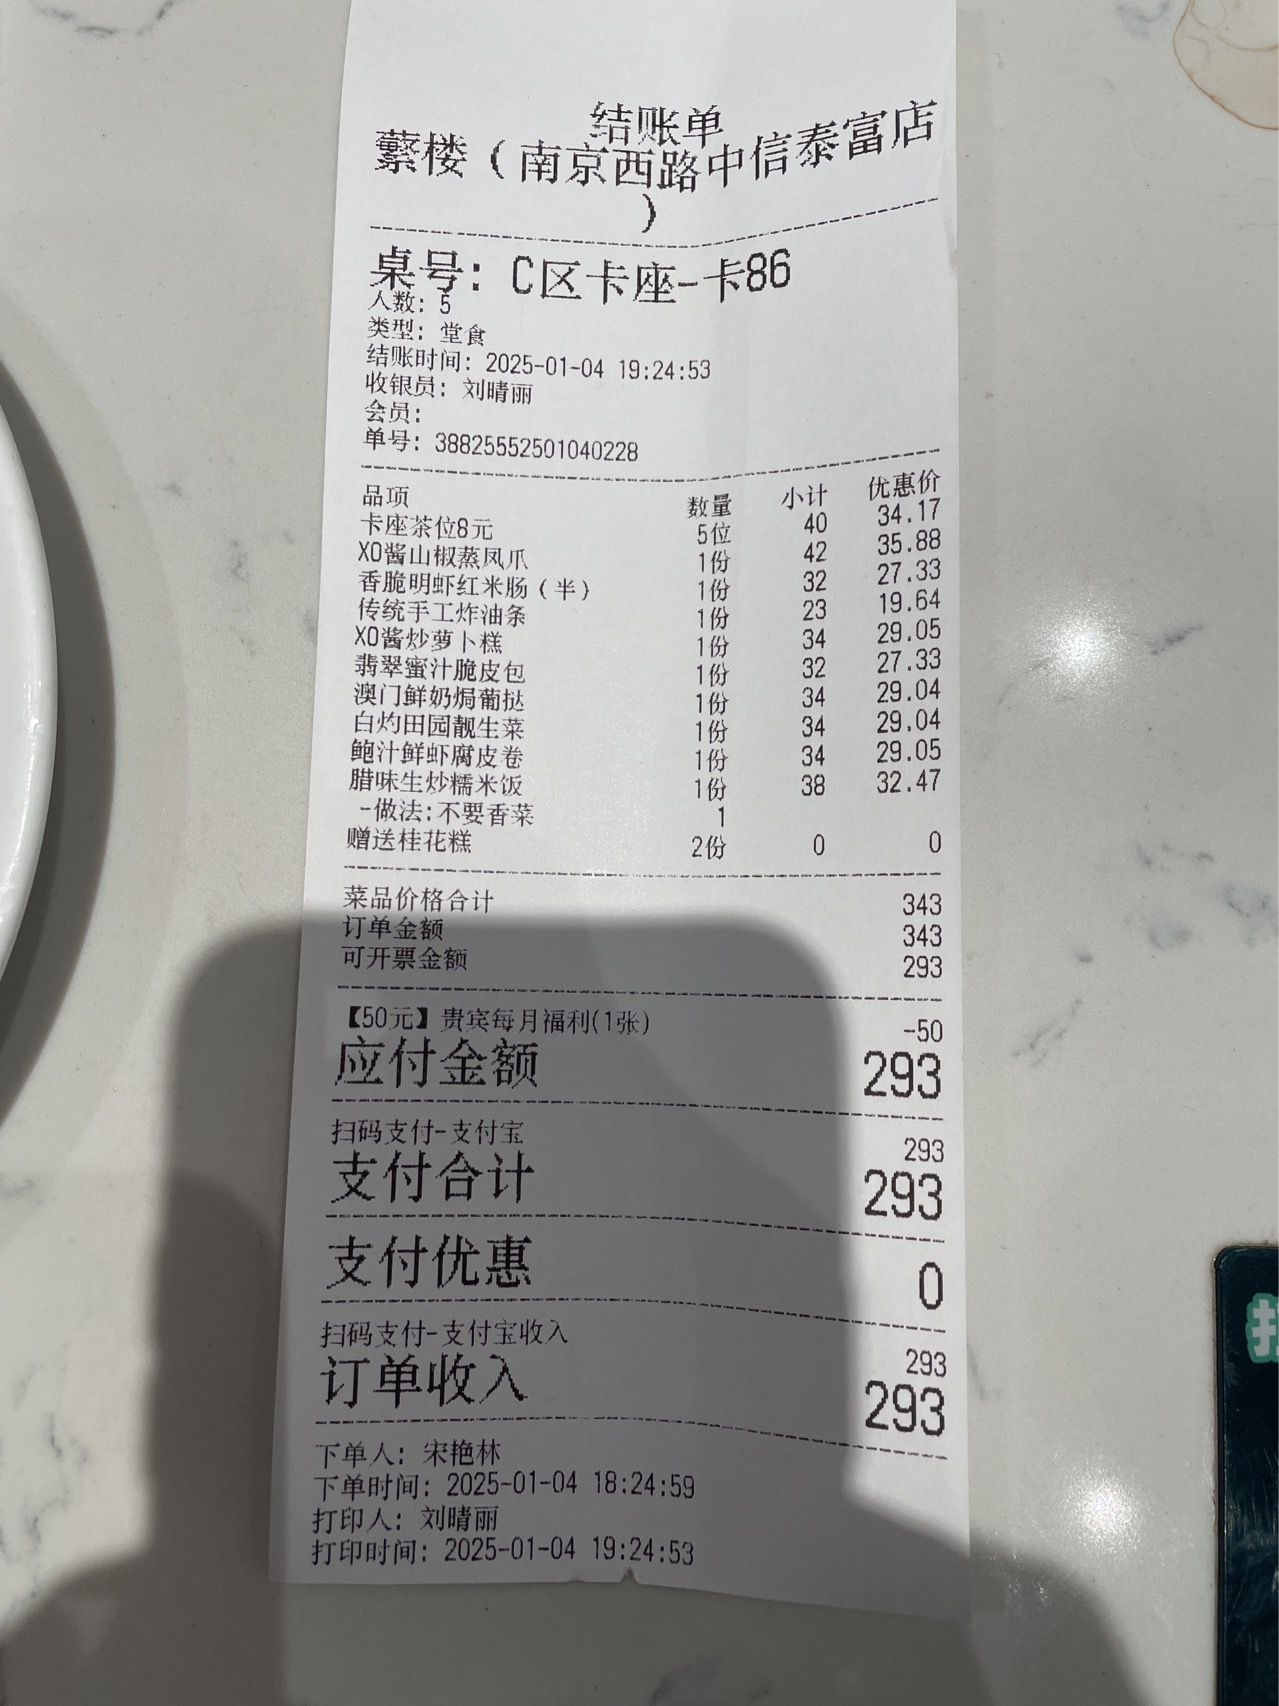 结账单
蘩楼（南京西路中信泰富店
）
桌号: C区卡座-卡86
人数: 5
类型: 堂食
结账时间: 2025-01-04 19:24:53
收银员: 刘晴丽
会员:
单号: 38825552501040228
品项 数量 小计 优惠价
卡座茶位8元 5位 40 34.17
XO酱山椒蒸凤爪 1份 42 35.88
香脆明虾红米肠（半） 1份 32 27.33
传统手工炸油条 1份 23 19.64
XO酱炒萝卜糕 1份 34 29.05
翡翠蜜汁脆皮包 1份 32 27.33
澳门鲜奶焗葡挞 1份 34 29.04
白灼田园靓生菜 1份 34 29.04
鲍汁鲜虾腐皮卷 1份 34 29.05
腊味生炒糯米饭 1份 38 32.47
-做法:不要香菜 1
赠送桂花糕 2份 0 0
菜品价格合计 343
订单金额 343
可开票金额 293
【50元】贵宾每月福利(1张) -50
应付金额 293
扫码支付-支付宝 293
支付合计 293
支付优惠 0
扫码支付-支付宝收入 293
订单收入 293
下单人: 宋艳林
下单时间: 2025-01-04 18:24:59
打印人: 刘晴丽
打印时间: 2025-01-04 19:24:53